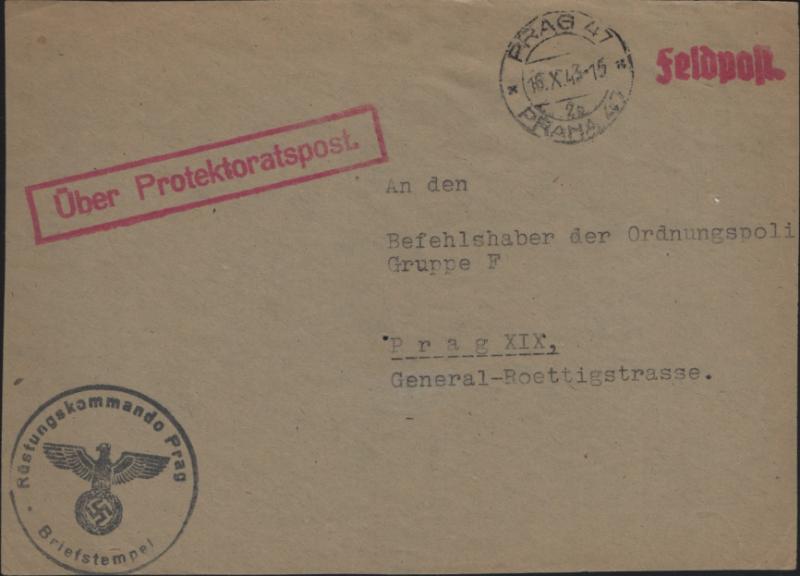 PRAG 47
16.X.43-15
2a
PRAHA 47
Feldpost.
Über Protektoratspost.
An den
Befehlshaber der Ordnungspoli
Gruppe F
Prag XIX,
General-Roettigstrasse.
Rüstungskommando Prag
Briefstempel